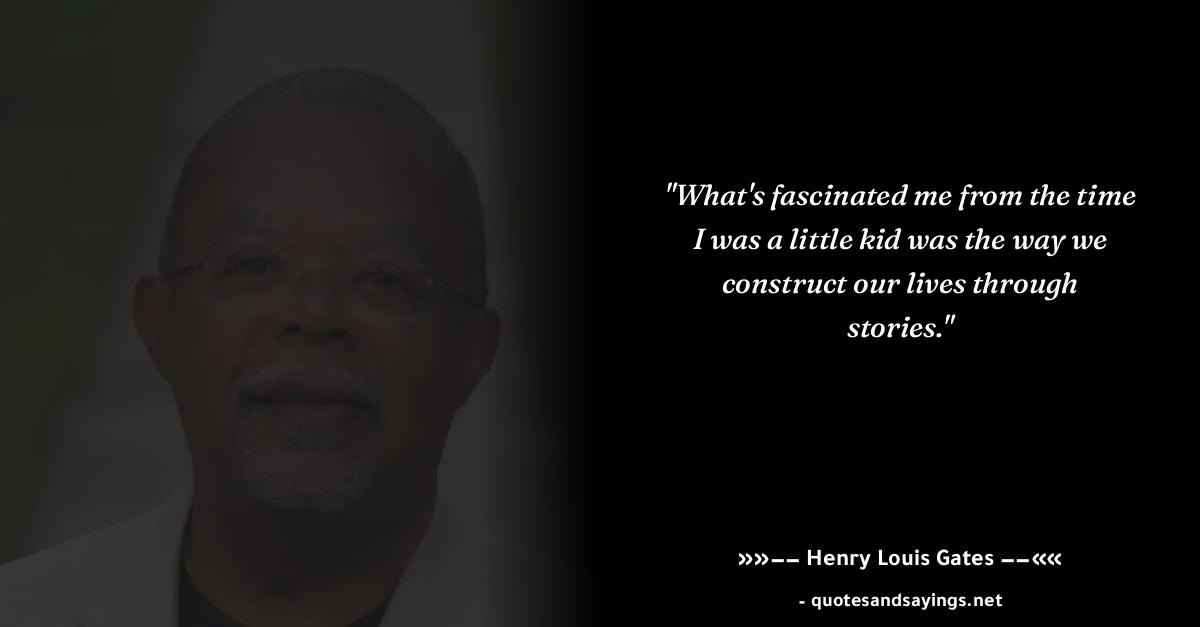 "What's fascinated me from the time
I was a little kid was the way we
construct our lives through
stories."
»»–– Henry Louis Gates ––««
- quotesandsayings.net